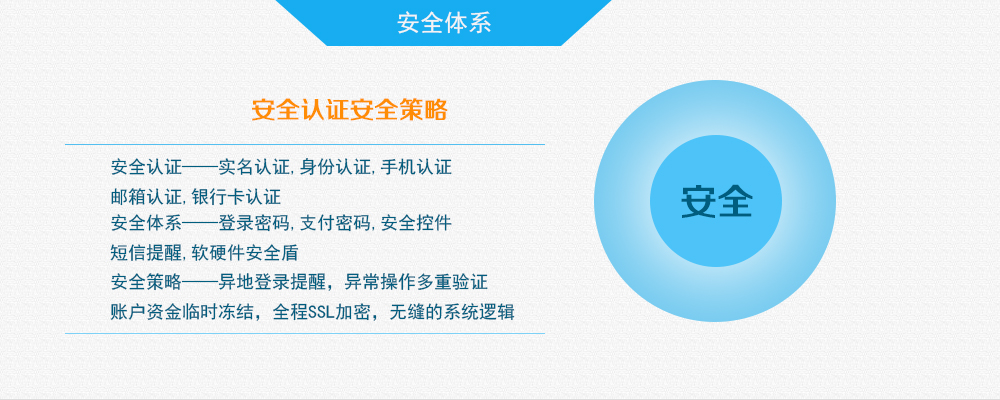 安全体系
安全认证安全策略
安全认证——实名认证, 身份认证, 手机认证
邮箱认证, 银行卡认证
安全体系——登录密码, 支付密码, 安全控件
短信提醒, 软硬件安全盾
安全策略——异地登录提醒，异常操作多重验证
账户资金临时冻结，全程SSL加密，无缝的系统逻辑
安全